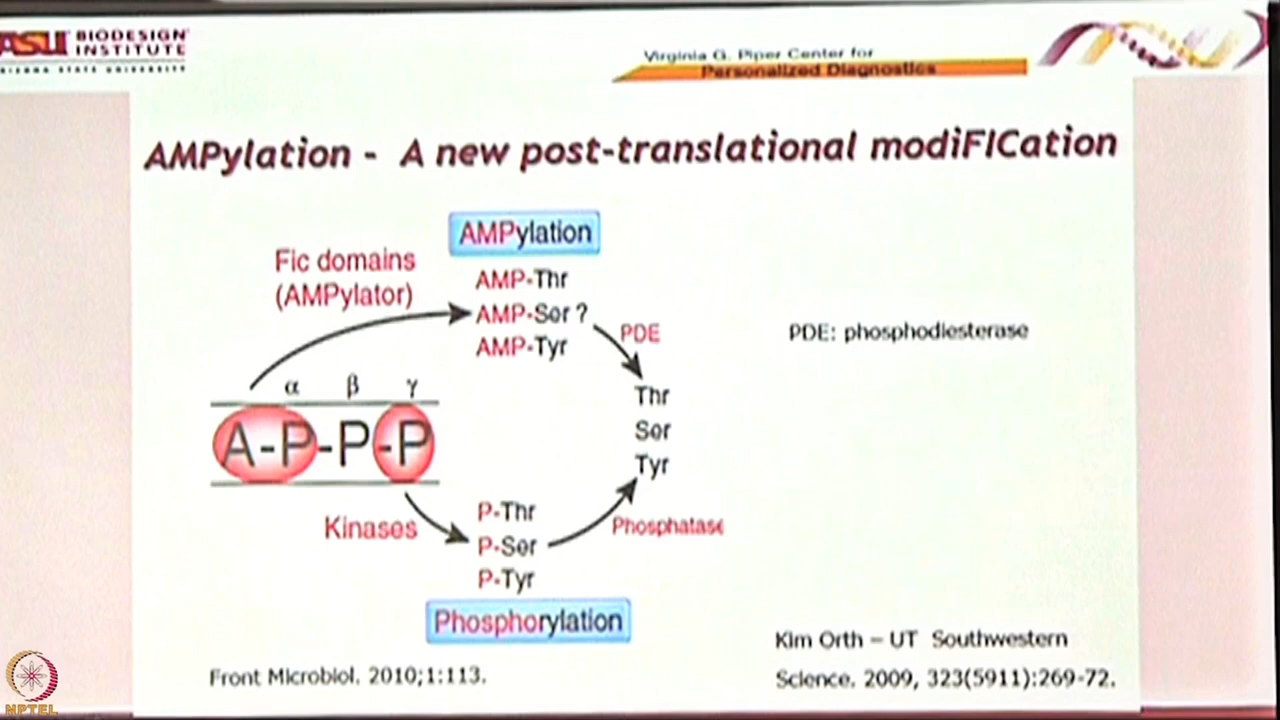 ASU BIODESIGN
INSTITUTE
ARIZONA STATE UNIVERSITY
Virginia G. Piper Center for
Personalized Diagnostics
AMPylation - A new post-translational modiFICation
AMPylation
Fic domains
(AMPylator)
AMP-Thr
AMP-Ser ?
AMP-Tyr
PDE
PDE: phosphodiesterase
α β γ
A-P-P-P
Thr
Ser
Tyr
Kinases
P-Thr
P-Ser
P-Tyr
Phosphatase
Phosphorylation
Kim Orth – UT Southwestern
Front Microbiol. 2010;1:113.
Science. 2009, 323(5911):269-72.
NPTEL